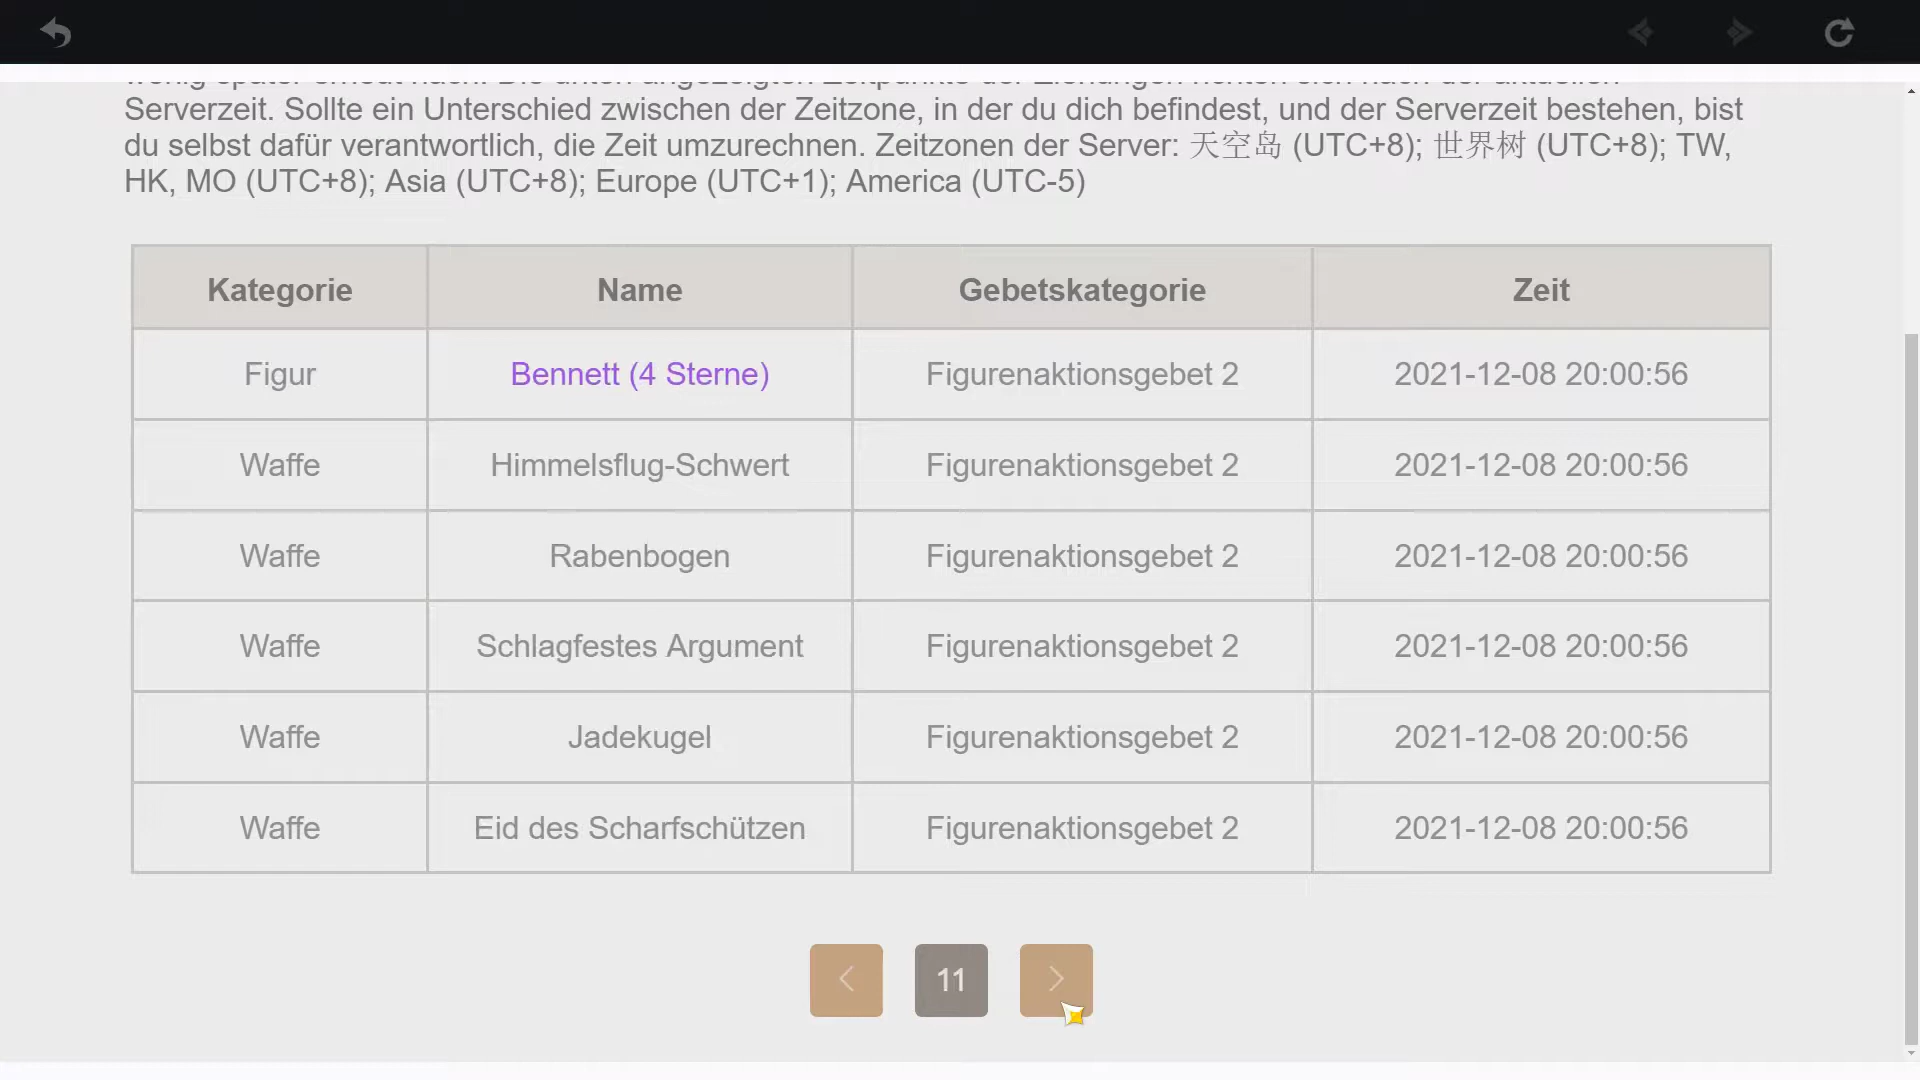 Serverzeit. Sollte ein Unterschied zwischen der Zeitzone, in der du dich befindest, und der Serverzeit bestehen, bist
du selbst dafür verantwortlich, die Zeit umzurechnen. Zeitzonen der Server: 天空岛 (UTC+8); 世界树 (UTC+8); TW,
HK, MO (UTC+8); Asia (UTC+8); Europe (UTC+1); America (UTC-5)
Kategorie Name Gebetskategorie Zeit
Figur Bennett (4 Sterne) Figurenaktionsgebet 2 2021-12-08 20:00:56
Waffe Himmelsflug-Schwert Figurenaktionsgebet 2 2021-12-08 20:00:56
Waffe Rabenbogen Figurenaktionsgebet 2 2021-12-08 20:00:56
Waffe Schlagfestes Argument Figurenaktionsgebet 2 2021-12-08 20:00:56
Waffe Jadekugel Figurenaktionsgebet 2 2021-12-08 20:00:56
Waffe Eid des Scharfschützen Figurenaktionsgebet 2 2021-12-08 20:00:56
11